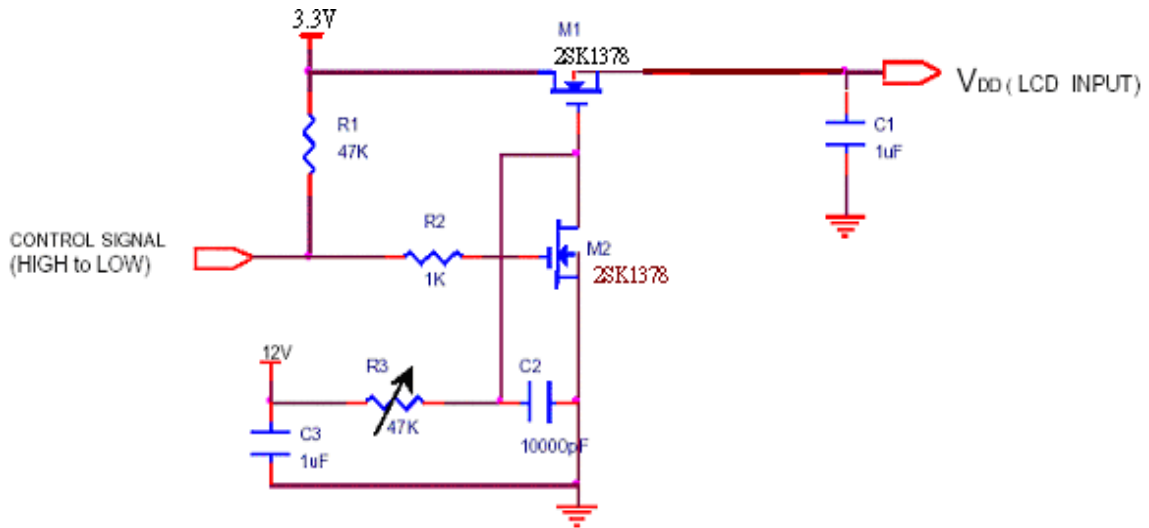 3.3V
M1
2SK1378
VDD ( LCD INPUT)
R1
47K
C1
1uF
CONTROL SIGNAL
(HIGH to LOW)
R2
1K
M2
2SK1378
12V
R3
47K
C2
10000pF
C3
1uF